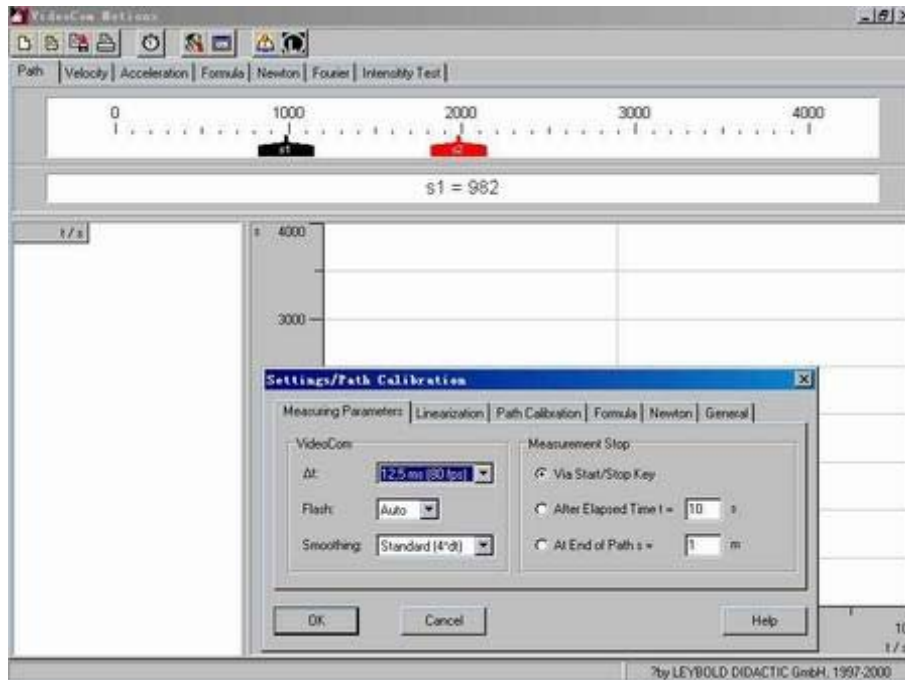 VideoCom Motions
Path Velocity Acceleration Formula Newton Fourier Intensitity Test
0 1000 2000 3000 4000
s1 s2
s1 = 982
t / s
s 4000
3000
Settings/Path Calibration
Measuring Parameters Linearization Path Calibration Formula Newton General
VideoCom
Δt: 12,5 ms (80 fps)
Flash: Auto
Smoothing: Standard (4*dt)
Measurement Stop
Via Start/Stop Key
After Elapsed Time t = 10 s
At End of Path s = 1 m
OK Cancel Help
10
t / s
?by LEYBOLD DIDACTIC GmbH, 1997-2000